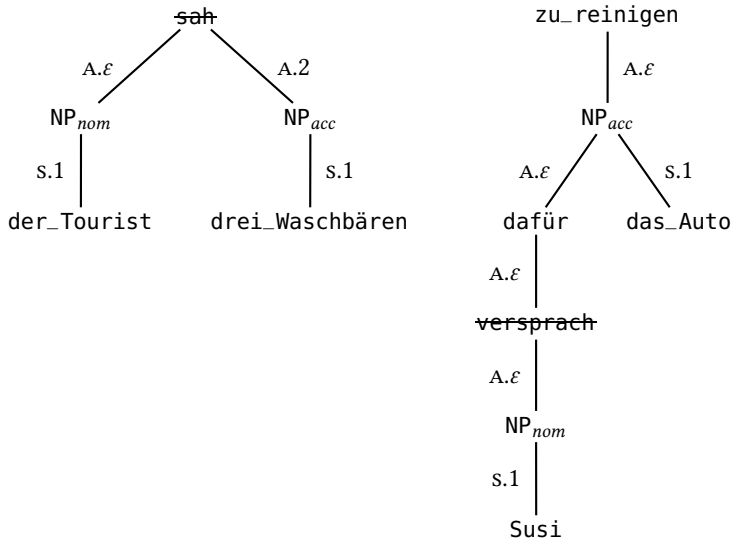 sah zu_reinigen
A.ε A.2 A.ε
NP_nom NP_acc NP_acc
S.1 S.1 A.ε S.1
der_Tourist drei_Waschbären dafür das_Auto
A.ε
versprach
A.ε
NP_nom
S.1
Susi